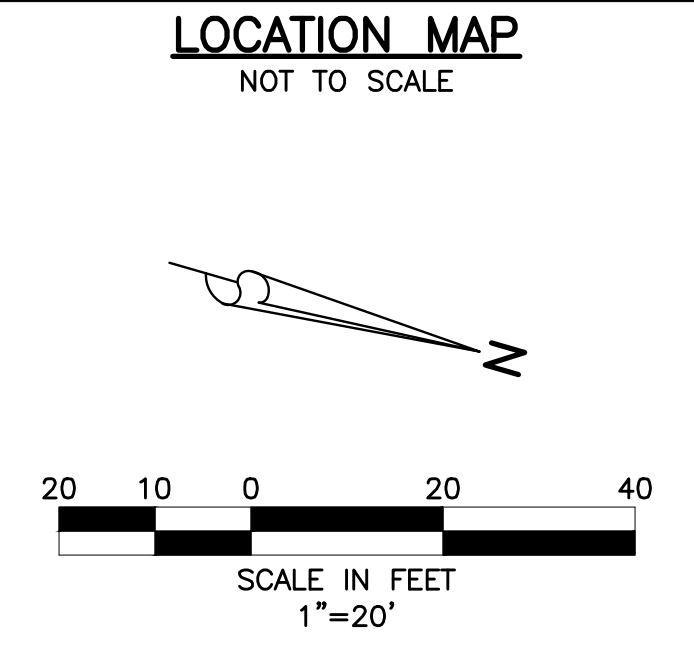 LOCATION MAP
NOT TO SCALE
N
20 10 0 20 40
SCALE IN FEET
1"=20'